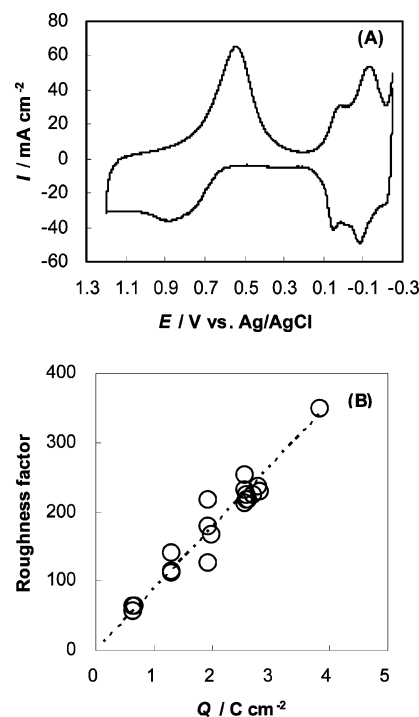 (A)
80
60
40
20
0
-20
-40
-60
I / mA cm-2
1.3 1.1 0.9 0.7 0.5 0.3 0.1 -0.1 -0.3
E / V vs. Ag/AgCl
(B)
400
300
200
100
0
Roughness factor
0 1 2 3 4 5
Q / C cm-2